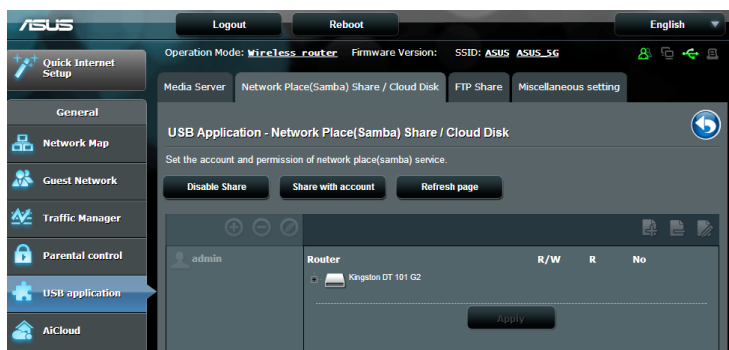 ASUS
Logout Reboot English
Quick Internet
Setup
Operation Mode: Wireless router Firmware Version: SSID: ASUS ASUS_5G
Media Server Network Place(Samba) Share / Cloud Disk FTP Share Miscellaneous setting
General
Network Map
Guest Network
Traffic Manager
Parental control
USB application
AiCloud
USB Application - Network Place(Samba) Share / Cloud Disk
Set the account and permission of network place(samba) service.
Disable Share Share with account Refresh page
admin
Router R/W R No
Kingston DT 101 G2
Apply